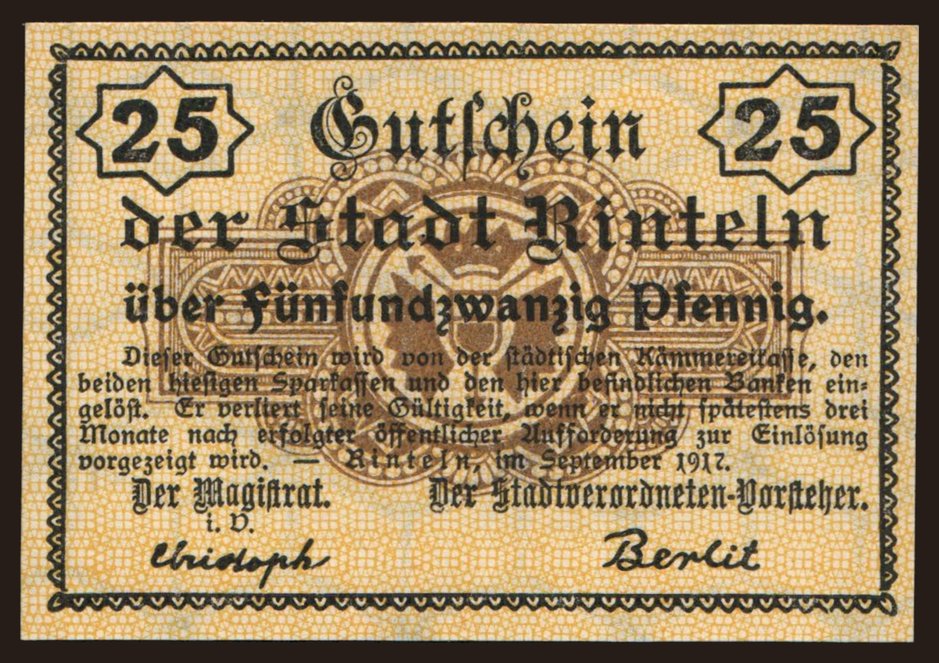 25 Gutschein 25
der Stadt Rinteln
über Fünfundzwanzig Pfennig.
Dieser Gutschein wird von der städtischen Kämmereikasse, den
beiden hiesigen Sparkassen und den hier befindlichen Banken ein-
gelöst. Er verliert seine Gültigkeit, wenn er nicht spätestens drei
Monate nach erfolgter öffentlicher Aufforderung zur Einlösung
vorgezeigt wird. — Rinteln, im September 1917.
Der Magistrat. Der Stadtverordneten-Vorsteher.
i. V.
Christoph Berlit